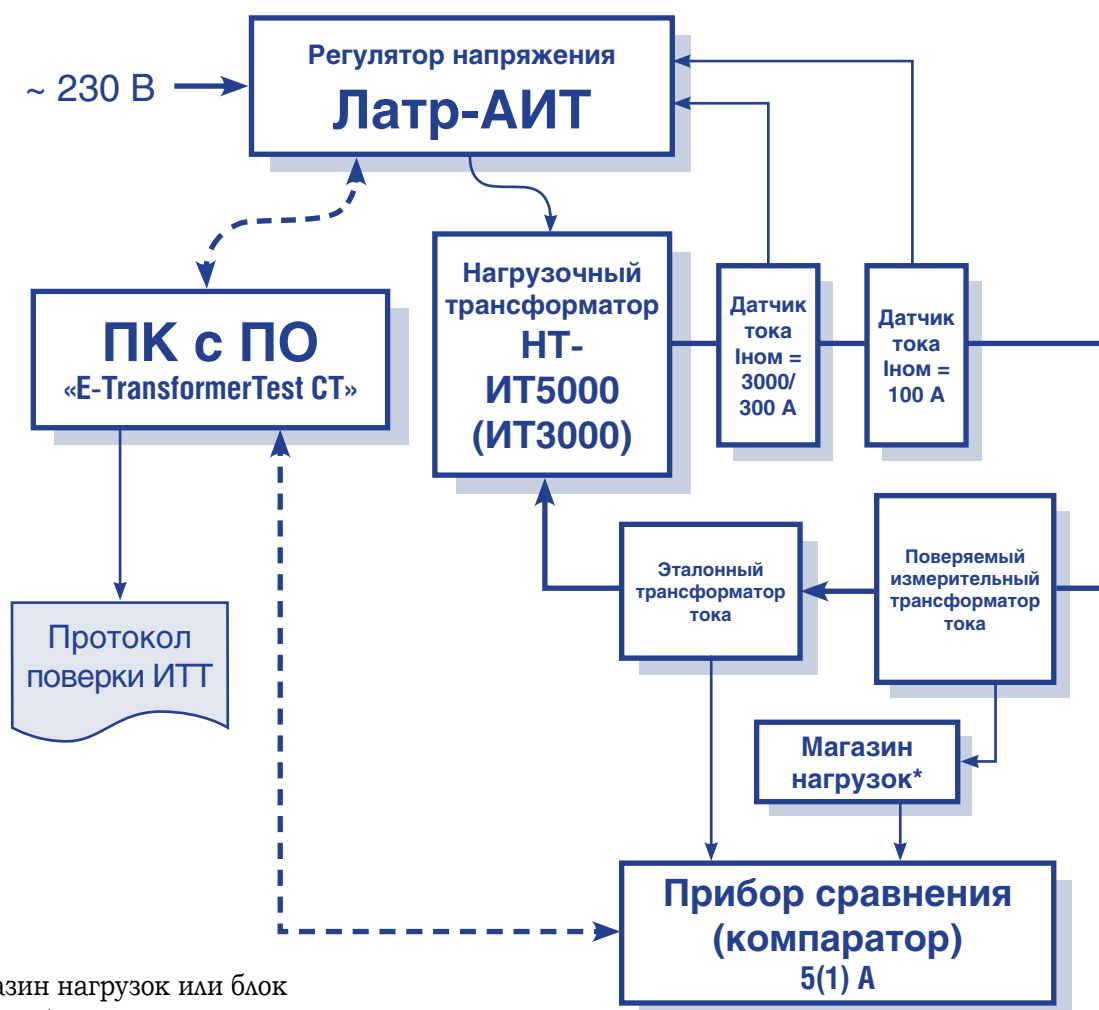 Регулятор напряжения
Латр-АИТ
~ 230 В
Нагрузочный
трансформатор
НТ-
ИТ5000
(ИТ3000)
Датчик
тока
Iном =
3000/
300 А
Датчик
тока
Iном =
100 А
ПК с ПО
«E-TransformerTest СТ»
Эталонный
трансформатор
тока
Поверяемый
измерительный
трансформатор
тока
Протокол
поверки ИТТ
Магазин
нагрузок*
Прибор сравнения
(компаратор)
5(1) А
азин нагрузок или блок